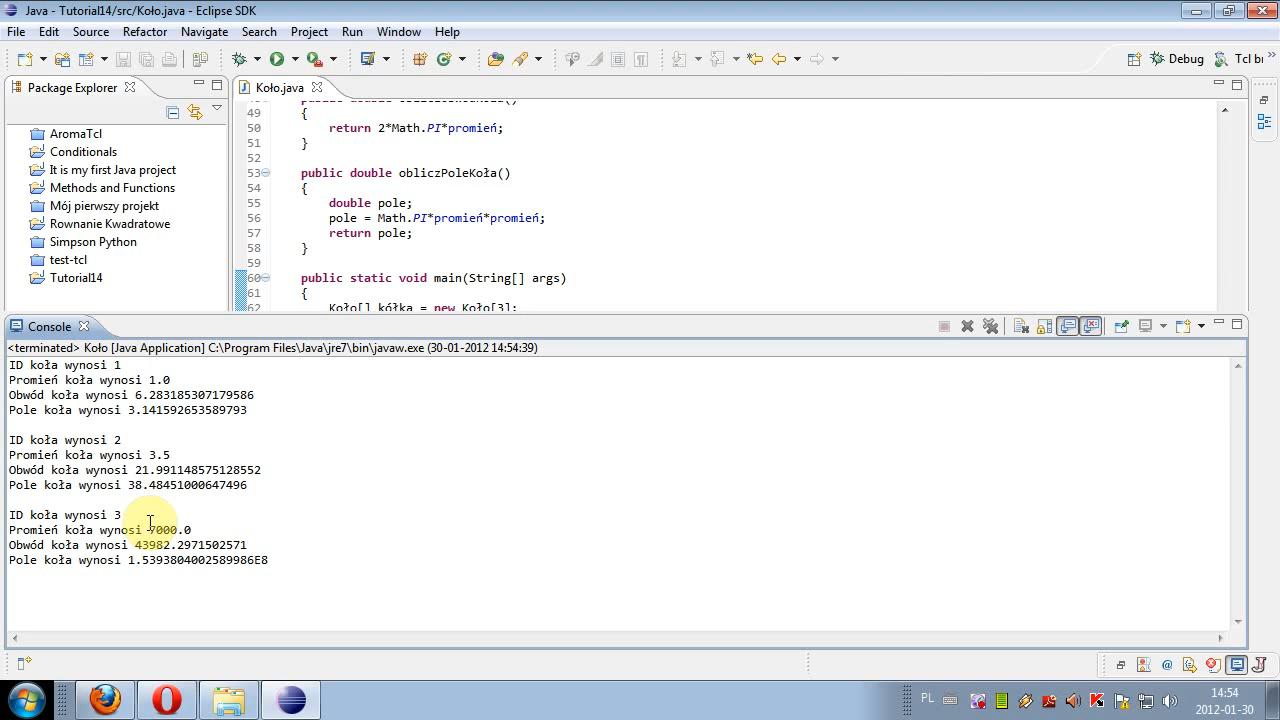 Java - Tutorial14/src/Koło.java - Eclipse SDK
File Edit Source Refactor Navigate Search Project Run Window Help
Debug Tcl br
Package Explorer
Koło.java
AromaTcl
Conditionals
It is my first Java project
Methods and Functions
Mój pierwszy projekt
Rownanie Kwadratowe
Simpson Python
test-tcl
Tutorial14
public double
49 {
50 return 2*Math.PI*promień;
51 }
52
53 public double obliczPoleKoła()
54 {
55 double pole;
56 pole = Math.PI*promień*promień;
57 return pole;
58 }
59
60 public static void main(String[] args)
61 {
62 Koło[] kółka = new Koło[3];
Console
<terminated> Koło [Java Application] C:\Program Files\Java\jre7\bin\javaw.exe (30-01-2012 14:54:39)
ID koła wynosi 1
Promień koła wynosi 1.0
Obwód koła wynosi 6.283185307179586
Pole koła wynosi 3.141592653589793
ID koła wynosi 2
Promień koła wynosi 3.5
Obwód koła wynosi 21.991148575128552
Pole koła wynosi 38.48451000647496
ID koła wynosi 3
Promień koła wynosi 7000.0
Obwód koła wynosi 43982.2971502571
Pole koła wynosi 1.5393804002589986E8
PL
14:54
2012-01-30